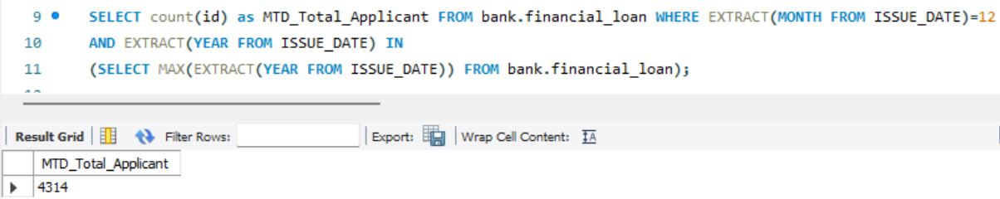 9 SELECT count(id) as MTD_Total_Applicant FROM bank.financial_loan WHERE EXTRACT(MONTH FROM ISSUE_DATE)=12
10 AND EXTRACT(YEAR FROM ISSUE_DATE) IN
11 (SELECT MAX(EXTRACT(YEAR FROM ISSUE_DATE)) FROM bank.financial_loan);
Result Grid Filter Rows: Export: Wrap Cell Content: IA
MTD_Total_Applicant
4314